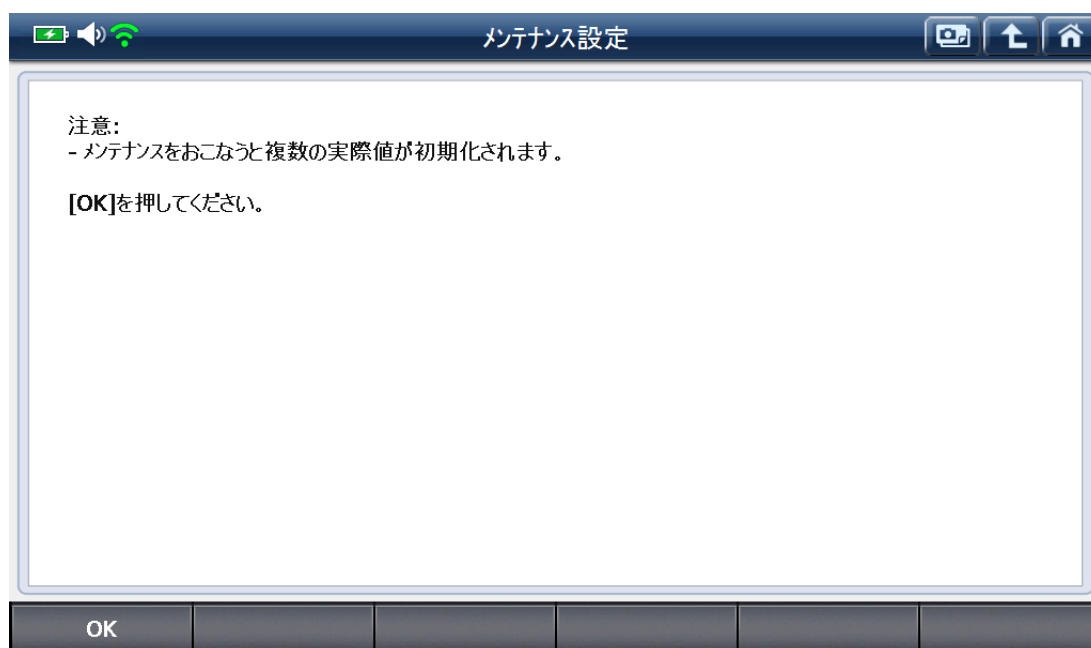 メンテナンス設定
注意:
- メンテナンスをおこなうと複数の実際値が初期化されます。
[OK]を押してください。
OK